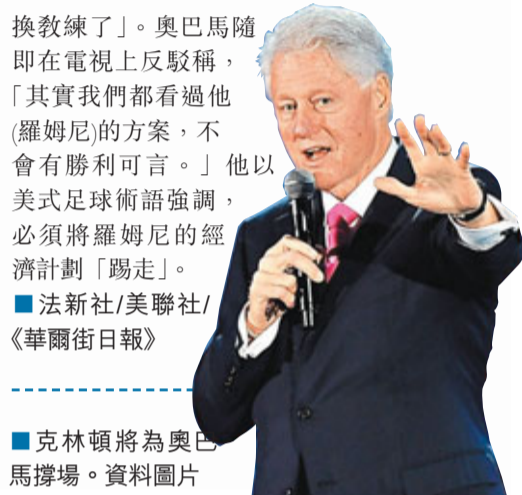 換教練了」。奧巴馬隨
即在電視上反駁稱，
「其實我們都看過他
(羅姆尼)的方案，不
會有勝利可言。」他以
美式足球術語強調，
必須將羅姆尼的經
濟計劃「踢走」。
■法新社/美聯社/
《華爾街日報》
■克林頓將為奧巴
馬撐場。資料圖片